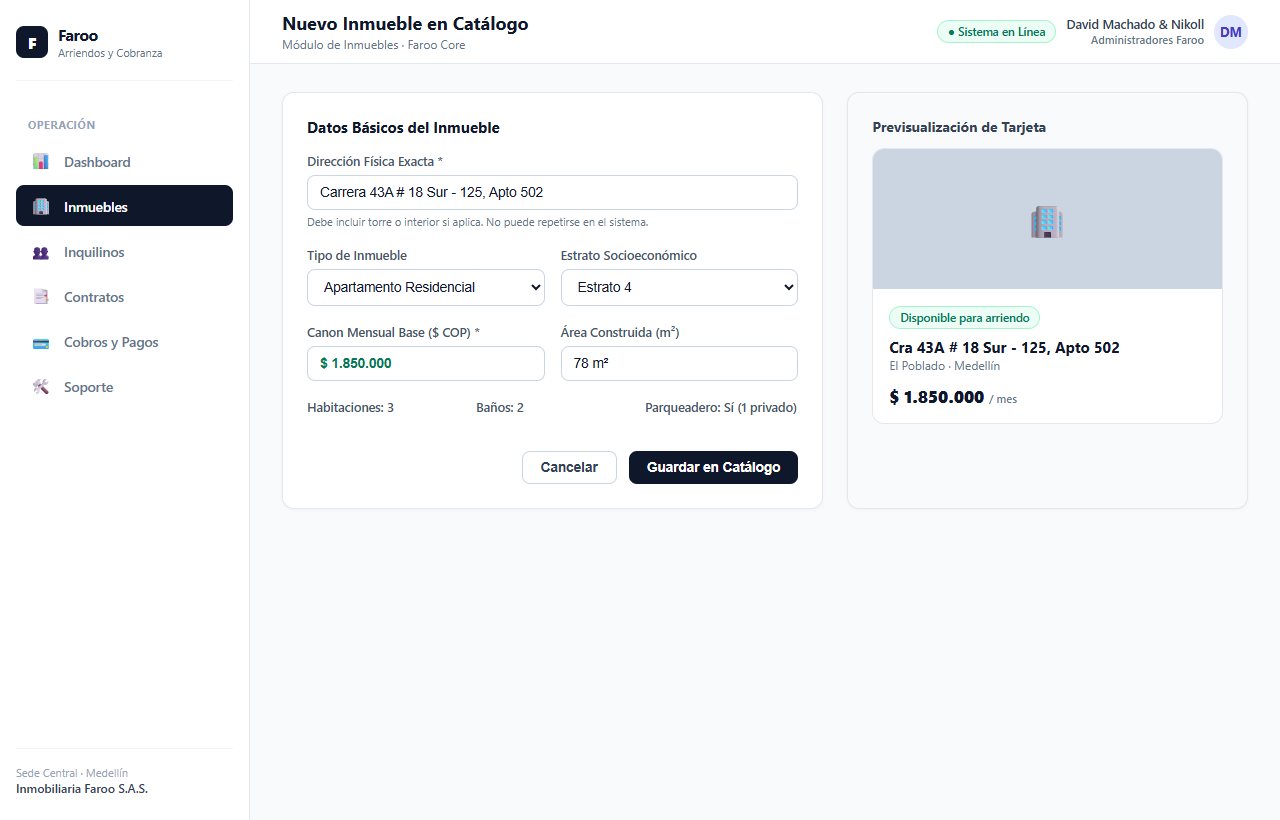 F
Faroo
Arriendos y Cobranza
OPERACIÓN
Dashboard
Inmuebles
Inquilinos
Contratos
Cobros y Pagos
Soporte
Sede Central · Medellín
Inmobiliaria Faroo S.A.S.
Nuevo Inmueble en Catálogo
Módulo de Inmuebles · Faroo Core
● Sistema en Línea
David Machado & Nikoll
Administradores Faroo
DM
Datos Básicos del Inmueble
Dirección Física Exacta *
Carrera 43A # 18 Sur - 125, Apto 502
Debe incluir torre o interior si aplica. No puede repetirse en el sistema.
Tipo de Inmueble
Apartamento Residencial
Estrato Socioeconómico
Estrato 4
Canon Mensual Base ($ COP) *
$ 1.850.000
Área Construida (m²)
78 m²
Habitaciones: 3
Baños: 2
Parqueadero: Sí (1 privado)
Cancelar
Guardar en Catálogo
Previsualización de Tarjeta
Disponible para arriendo
Cra 43A # 18 Sur - 125, Apto 502
El Poblado · Medellín
$ 1.850.000 / mes